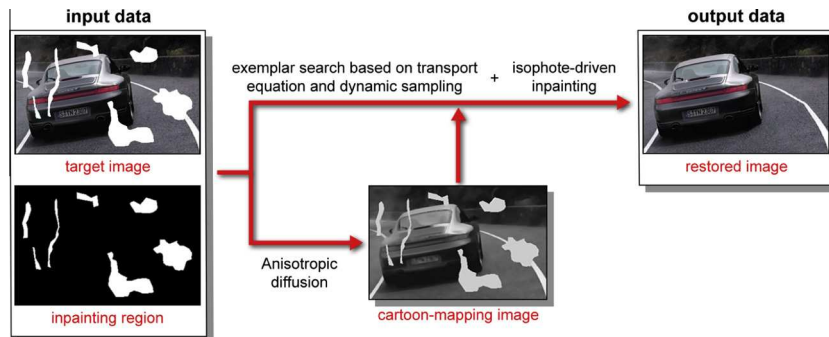 input data
output data
exemplar search based on transport
equation and dynamic sampling
+
isophote-driven
inpainting
target image
restored image
Anisotropic
diffusion
inpainting region
cartoon-mapping image